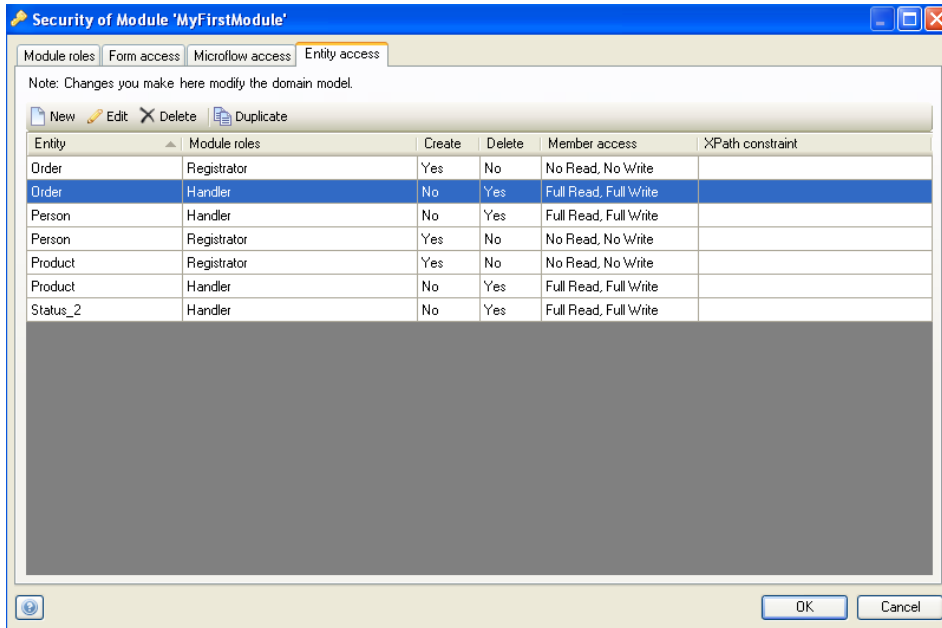 Security of Module 'MyFirstModule'
Module roles Form access Microflow access Entity access
Note: Changes you make here modify the domain model.
New Edit Delete Duplicate
Entity Module roles Create Delete Member access XPath constraint
Order Registrator Yes No No Read, No Write
Order Handler No Yes Full Read, Full Write
Person Handler No Yes Full Read, Full Write
Person Registrator Yes No No Read, No Write
Product Registrator Yes No No Read, No Write
Product Handler No Yes Full Read, Full Write
Status_2 Handler No Yes Full Read, Full Write
OK Cancel